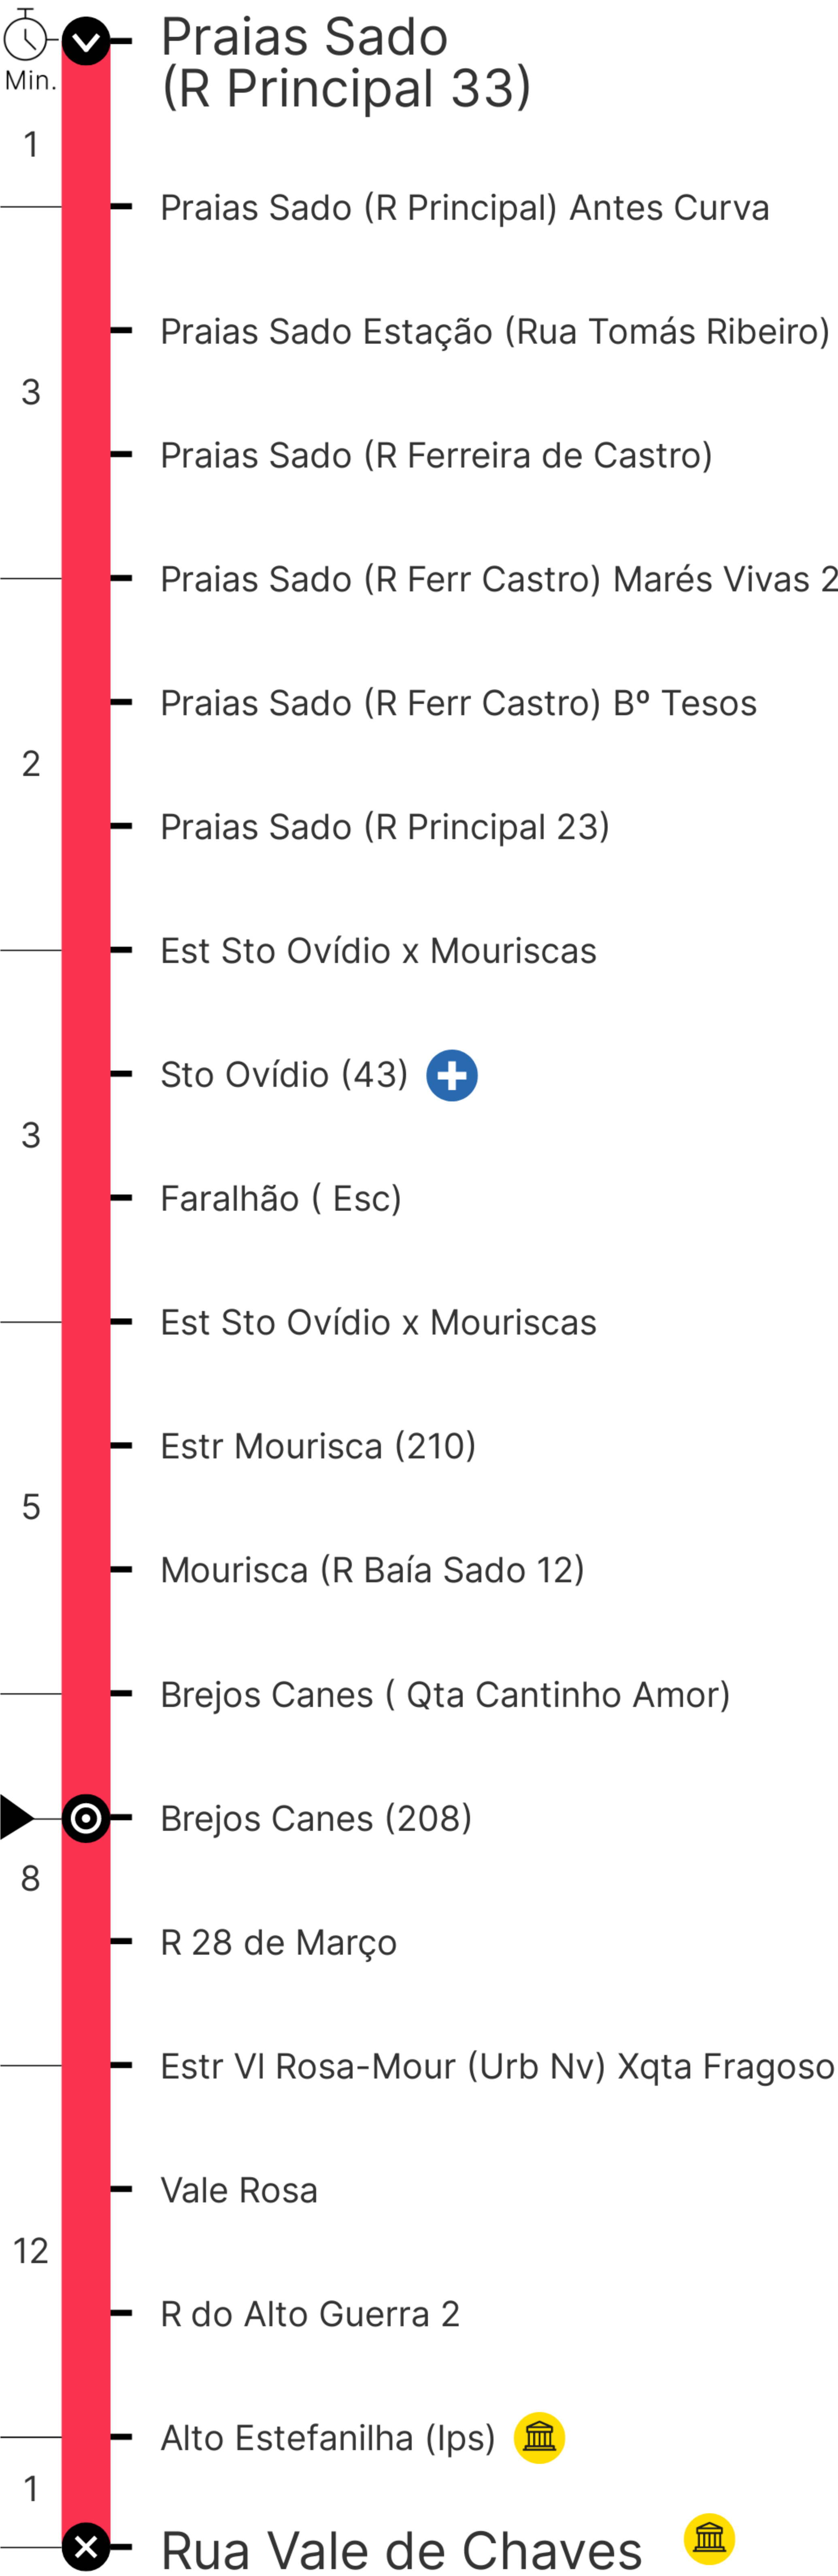 Praias Sado
(R Principal 33)
Min.
1
Praias Sado (R Principal) Antes Curva
Praias Sado Estação (Rua Tomás Ribeiro)
3
Praias Sado (R Ferreira de Castro)
Praias Sado (R Ferr Castro) Marés Vivas 2
Praias Sado (R Ferr Castro) Bº Tesos
2
Praias Sado (R Principal 23)
Est Sto Ovídio x Mouriscas
Sto Ovídio (43)
3
Faralhão ( Esc)
Est Sto Ovídio x Mouriscas
Estr Mourisca (210)
5
Mourisca (R Baía Sado 12)
Brejos Canes ( Qta Cantinho Amor)
Brejos Canes (208)
8
R 28 de Março
Estr Vl Rosa-Mour (Urb Nv) Xqta Fragoso
Vale Rosa
12
R do Alto Guerra 2
Alto Estefanilha (Ips)
1
Rua Vale de Chaves